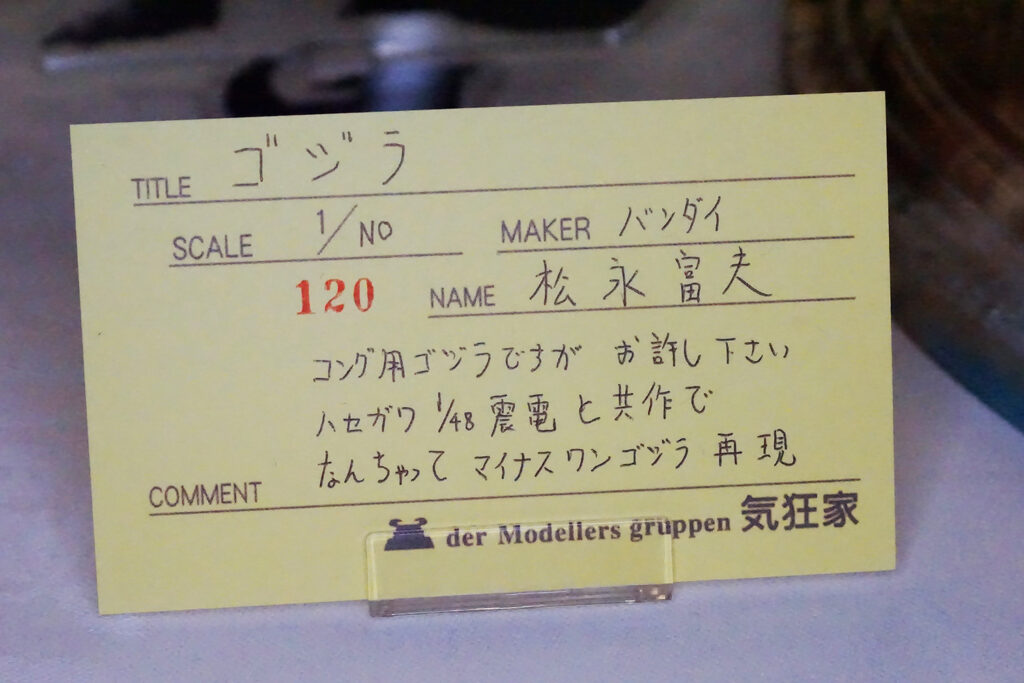 TITLE ゴジラ
SCALE 1/NO MAKER バンダイ
120 NAME 松永富夫
コング用ゴジラですが お許し下さい
ハセガワ 1/48 震電と共作で
なんちゃって マイナスワンゴジラ 再現
COMMENT
der Modellers gruppen 気狂家